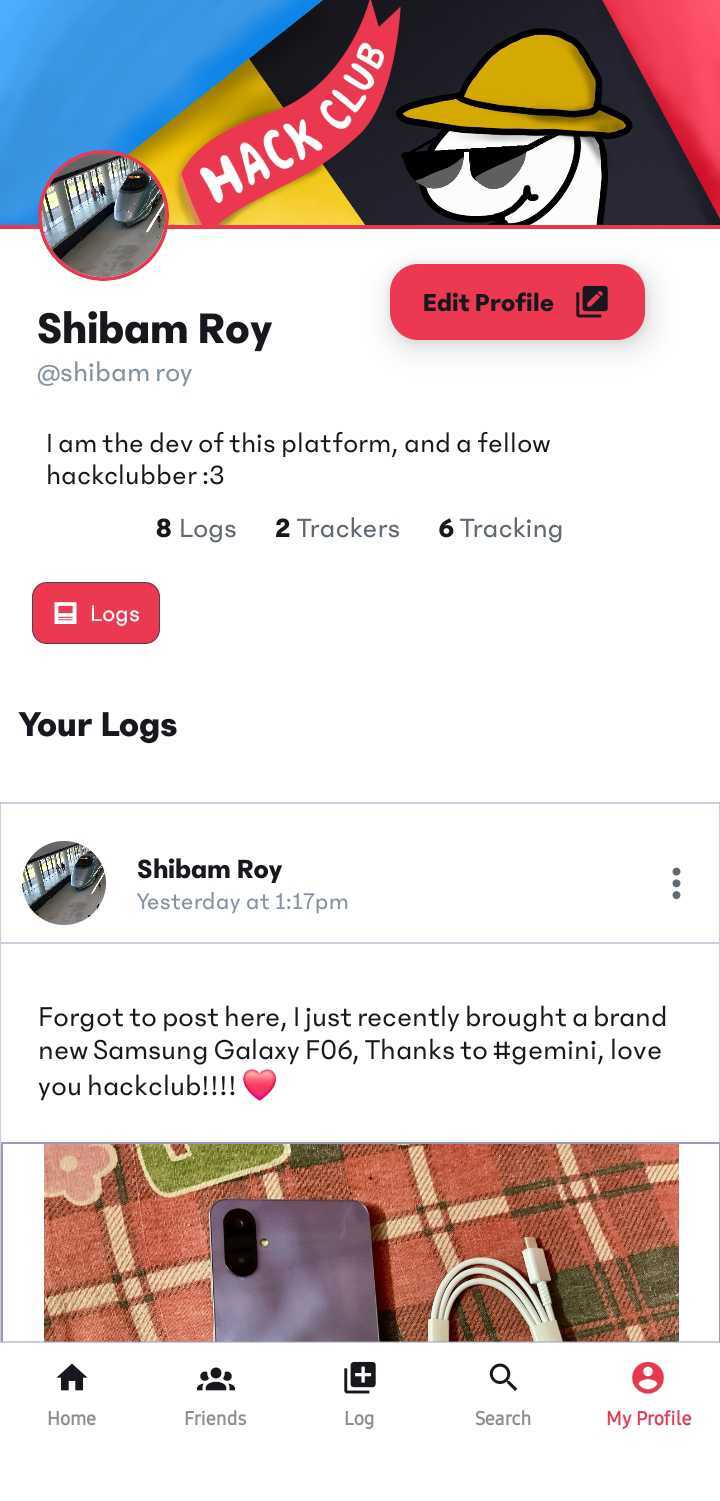 HACK CLUB
Edit Profile
Shibam Roy
@shibam roy
I am the dev of this platform, and a fellow
hackclubber :3
8 Logs 2 Trackers 6 Tracking
Logs
Your Logs
Shibam Roy
Yesterday at 1:17pm
Forgot to post here, I just recently brought a brand
new Samsung Galaxy F06, Thanks to #gemini, love
you hackclub!!!! ❤️
Home Friends Log Search My Profile